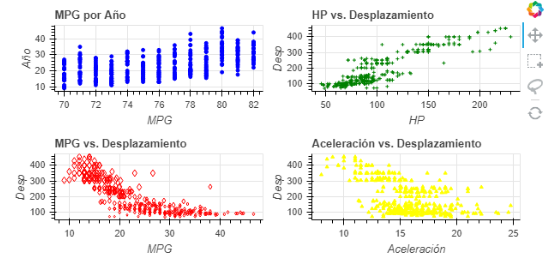 MPG por Año
40
30
20
10
Año
70 72 74 76 78 80 82
MPG
HP vs. Desplazamiento
400
300
200
100
Desp
50 100 150 200
HP
MPG vs. Desplazamiento
400
300
200
100
Desp
10 20 30 40
MPG
Aceleración vs. Desplazamiento
400
300
200
100
Desp
10 15 20 25
Aceleración